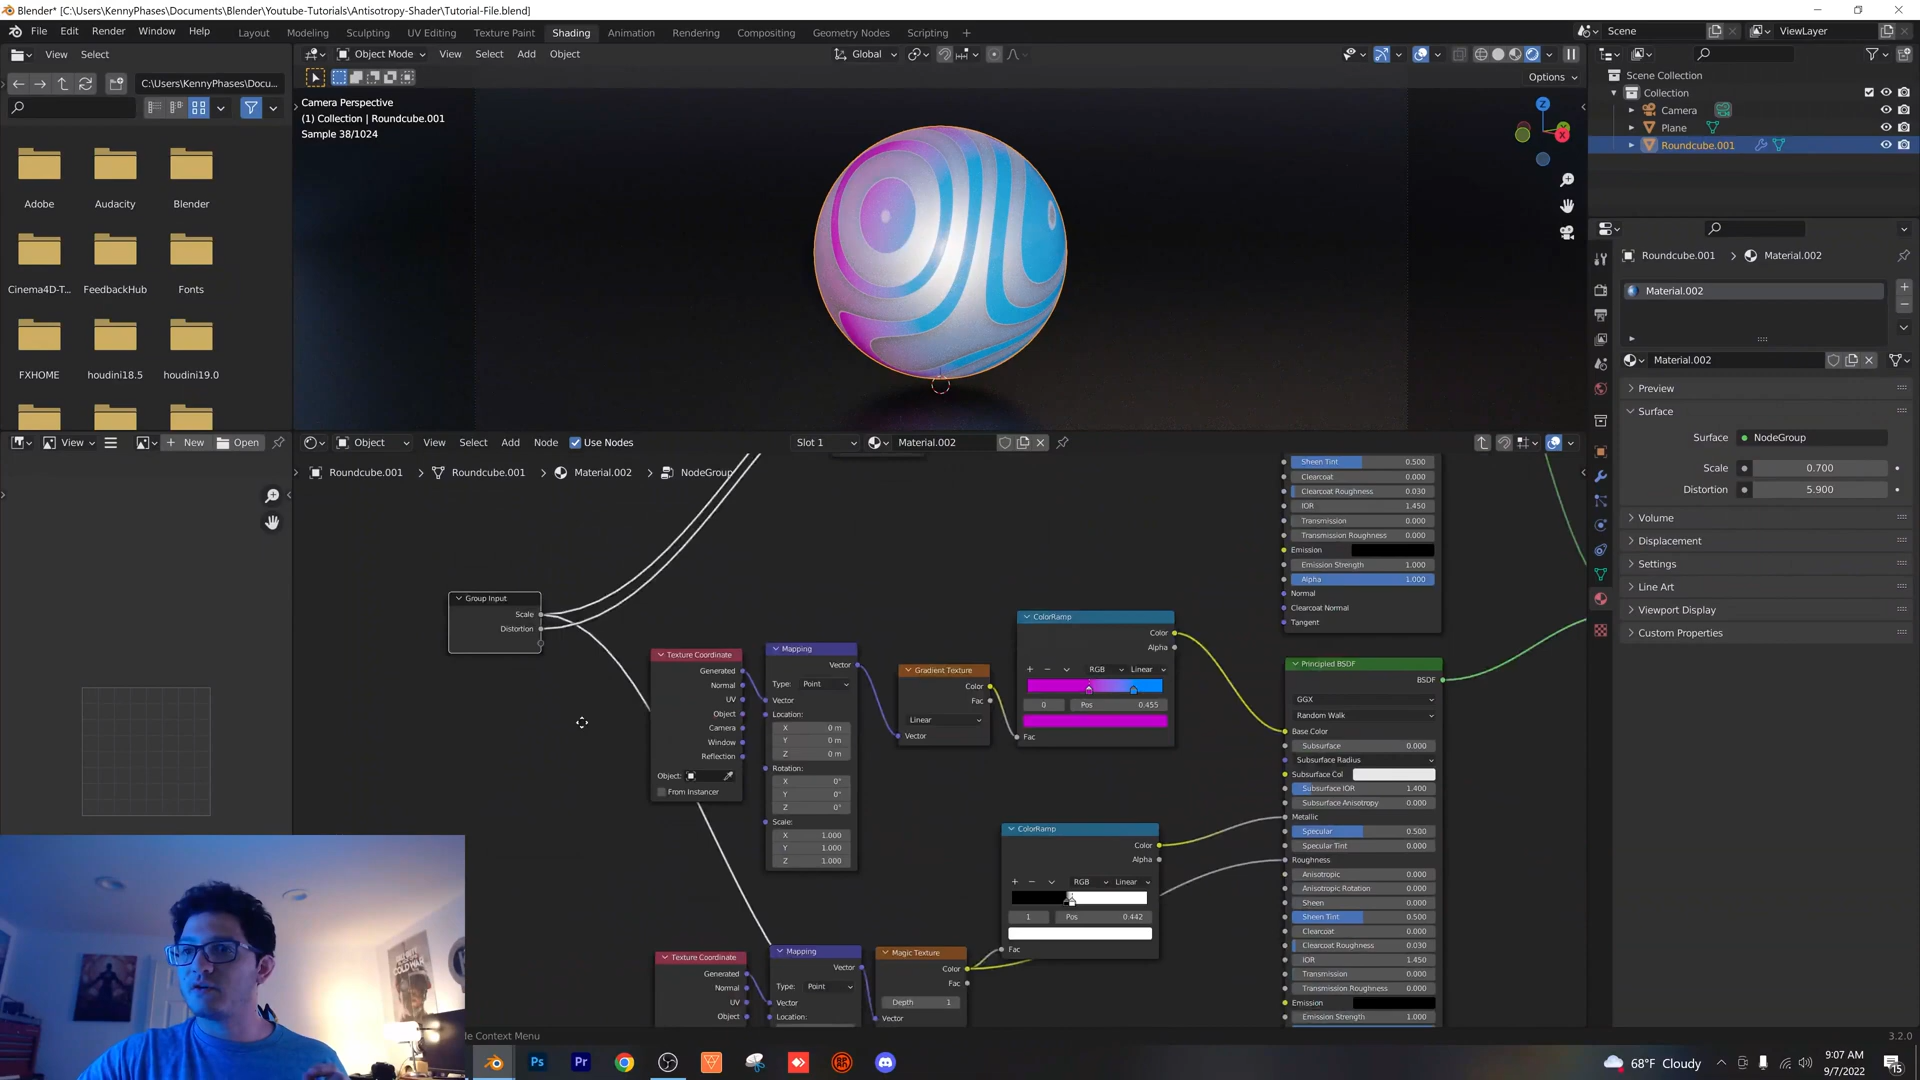 Blender* [C:\Users\KennyPhases\Documents\Blender\Youtube-Tutorials\Antisotropy-Shader\Tutorial-File.blend]
File Edit Render Window Help Layout Modeling Sculpting UV Editing Texture Paint Shading Animation Rendering Compositing Geometry Nodes Scripting + Scene ViewLayer
View Select Object Mode View Select Add Object Global
C:\Users\KennyPhases\Docu... Options
Camera Perspective
(1) Collection | Roundcube.001
Sample 38/1024
Z
X
Scene Collection
Collection
Camera
Plane
Roundcube.001
Adobe Audacity Blender
Cinema4D-T... FeedbackHub Fonts
FXHOME houdini18.5 houdini19.0
Roundcube.001 Material.002
Material.002
Material.002
Preview
Surface
Surface NodeGroup
Scale 0.700
Distortion 5.900
Volume
Displacement
Settings
Line Art
Viewport Display
Custom Properties
View New Open
Object View Select Add Node Use Nodes Slot 1 Material.002
Roundcube.001 Roundcube.001 Material.002 NodeGroup
Group Input
Scale
Distortion
Texture Coordinate
Generated
Normal
UV
Object
Camera
Window
Reflection
Object:
From Instancer
Mapping
Vector
Type: Point
Vector
Location:
X 0 m
Y 0 m
Z 0 m
Rotation:
X 0°
Y 0°
Z 0°
Scale:
X 1.000
Y 1.000
Z 1.000
Gradient Texture
Color
Fac
Linear
Vector
ColorRamp
Color
Alpha
RGB Linear
0 Pos 0.455
Fac
ColorRamp
Color
Alpha
RGB Linear
1 Pos 0.442
Fac
Texture Coordinate
Generated
Normal
UV
Object
Mapping
Vector
Type: Point
Vector
Location:
Magic Texture
Color
Fac
Depth 1
Vector
Sheen Tint 0.500
Clearcoat 0.000
Clearcoat Roughness 0.030
IOR 1.450
Transmission 0.000
Transmission Roughness 0.000
Emission
Emission Strength 1.000
Alpha 1.000
Normal
Clearcoat Normal
Tangent
Principled BSDF
BSDF
GGX
Random Walk
Base Color
Subsurface 0.000
Subsurface Radius
Subsurface Col
Subsurface IOR 1.400
Subsurface Anisotropy 0.000
Metallic
Specular 0.500
Specular Tint 0.000
Roughness
Anisotropic 0.000
Anisotropic Rotation 0.000
Sheen 0.000
Sheen Tint 0.500
Clearcoat 0.000
Clearcoat Roughness 0.030
IOR 1.450
Transmission 0.000
Transmission Roughness 0.000
Emission
Emission Strength 1.000
COLD WAR
de Context Menu 3.2.0
Ps Pr
68°F Cloudy
9:07 AM
9/7/2022
15